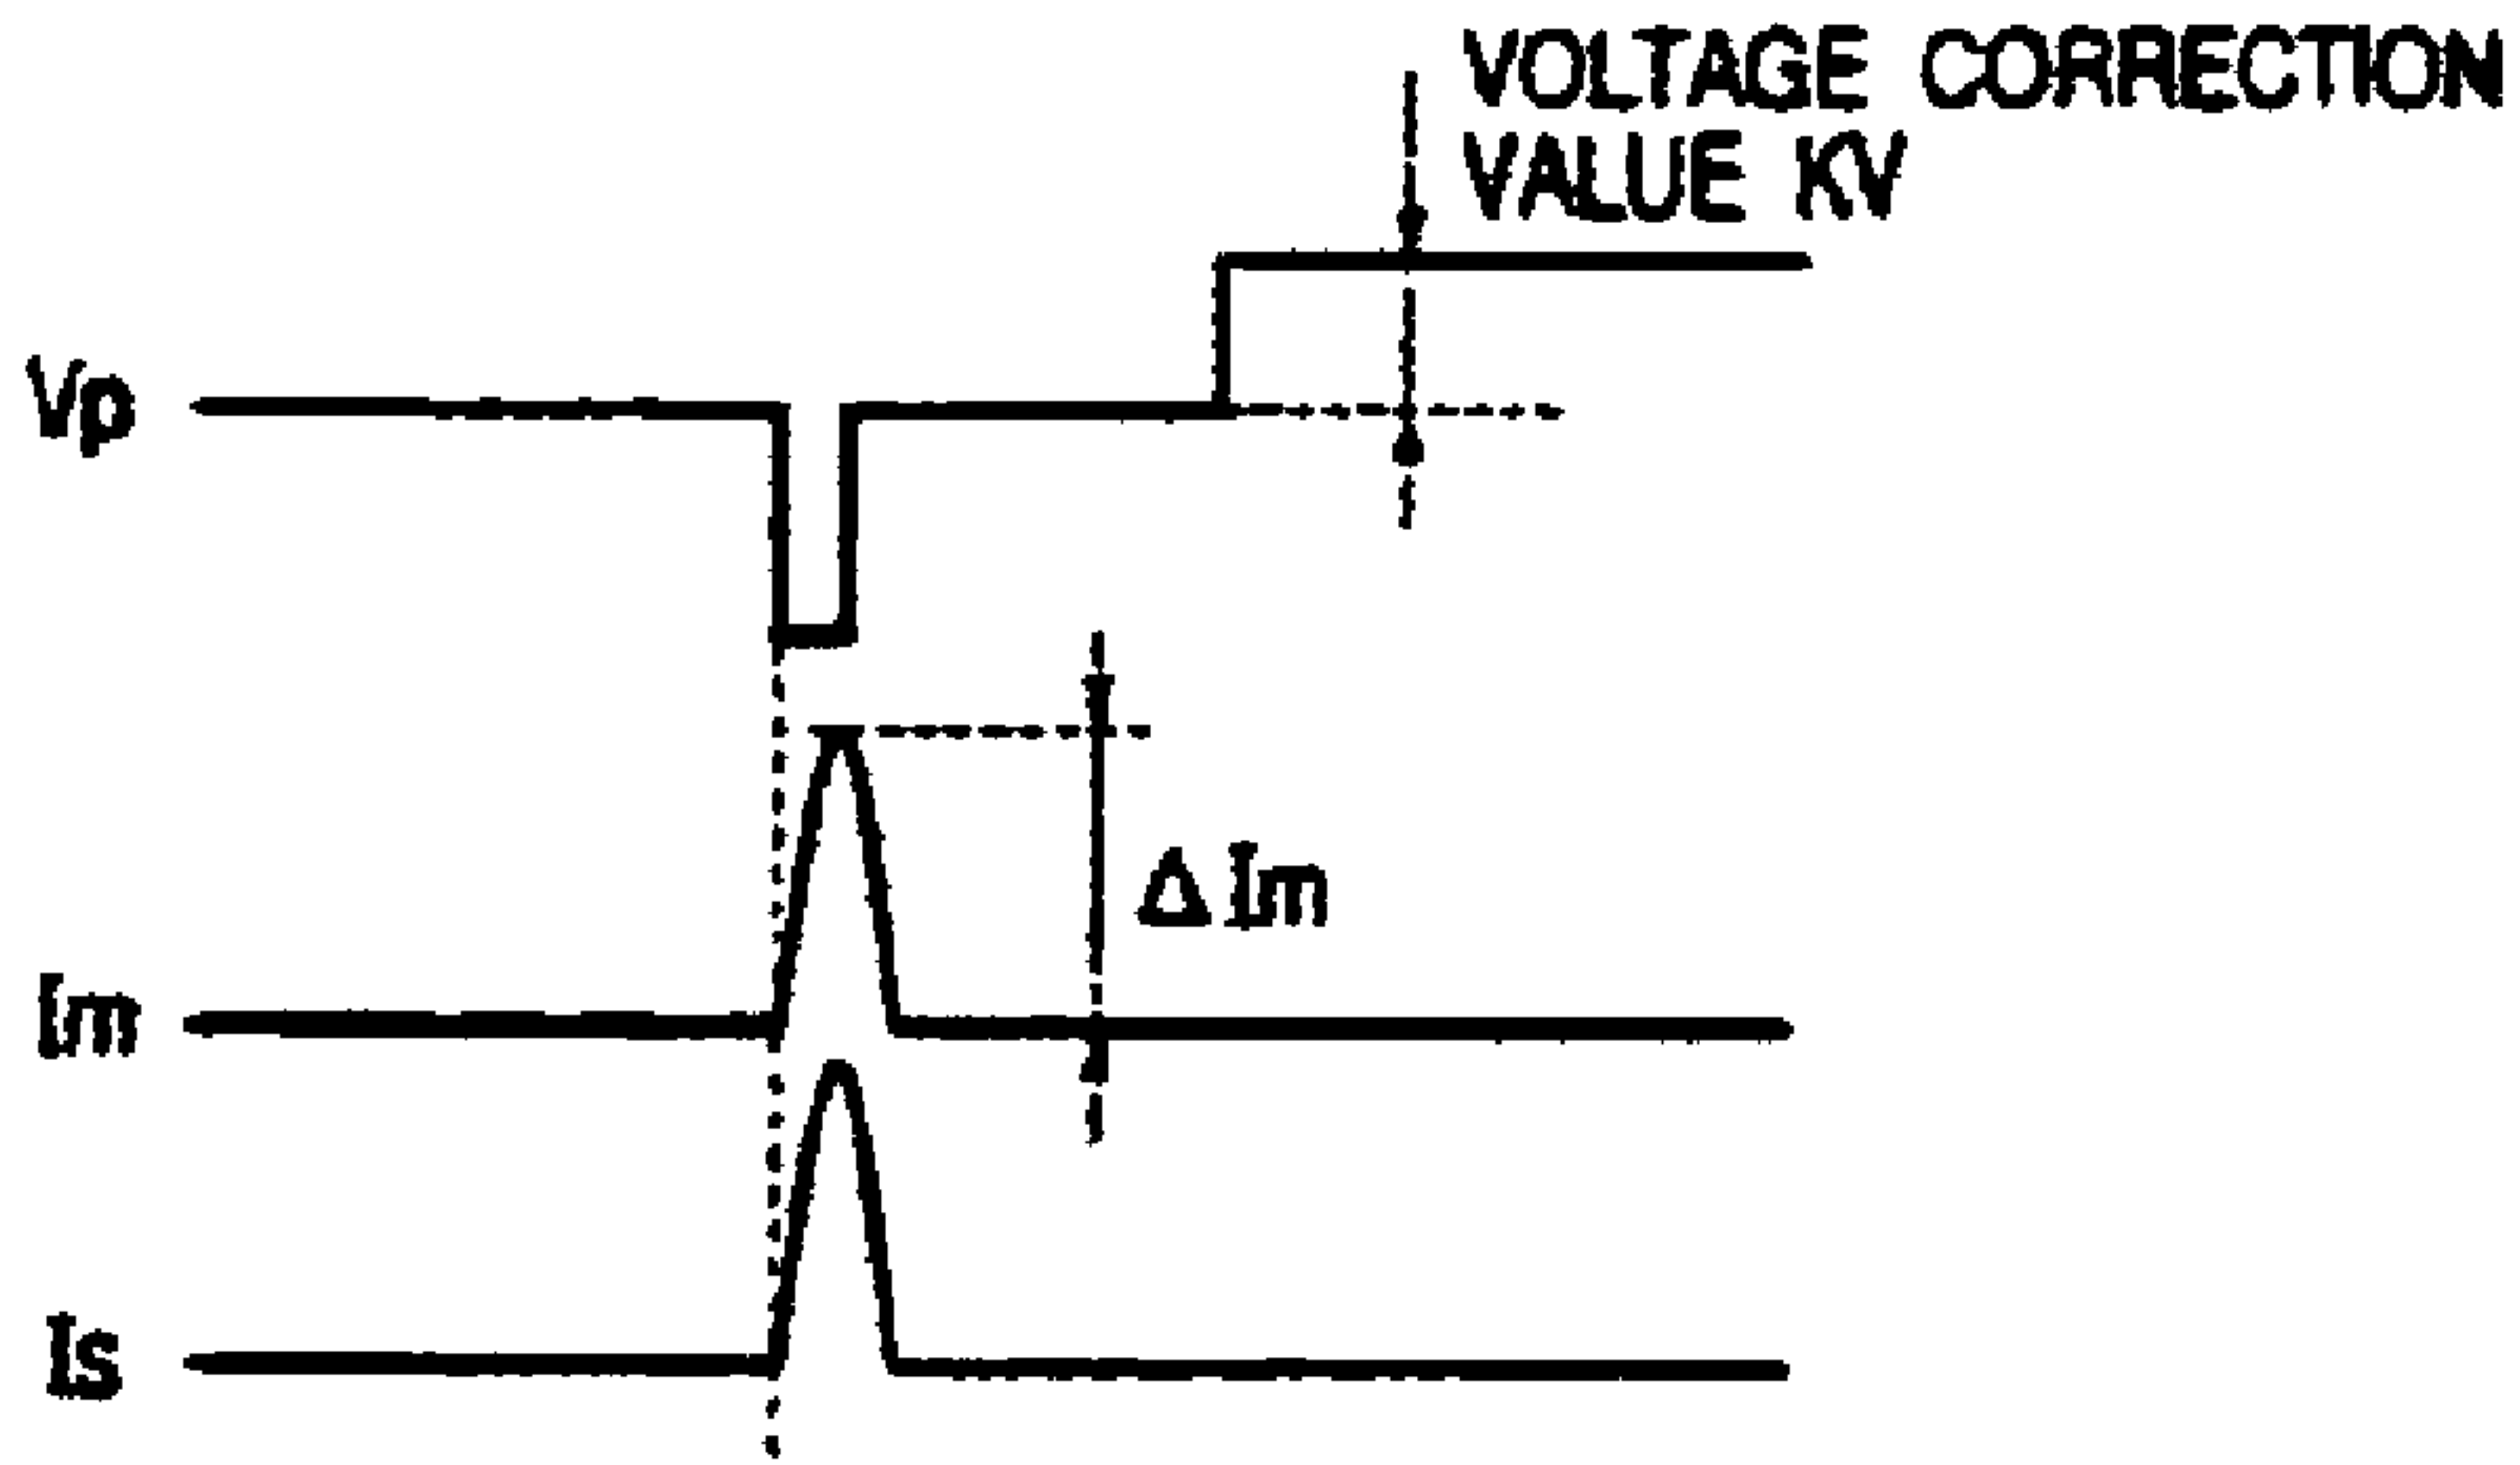 VOLTAGE CORRECTION
VALUE KV
Vp
ΔIm
Im
Is